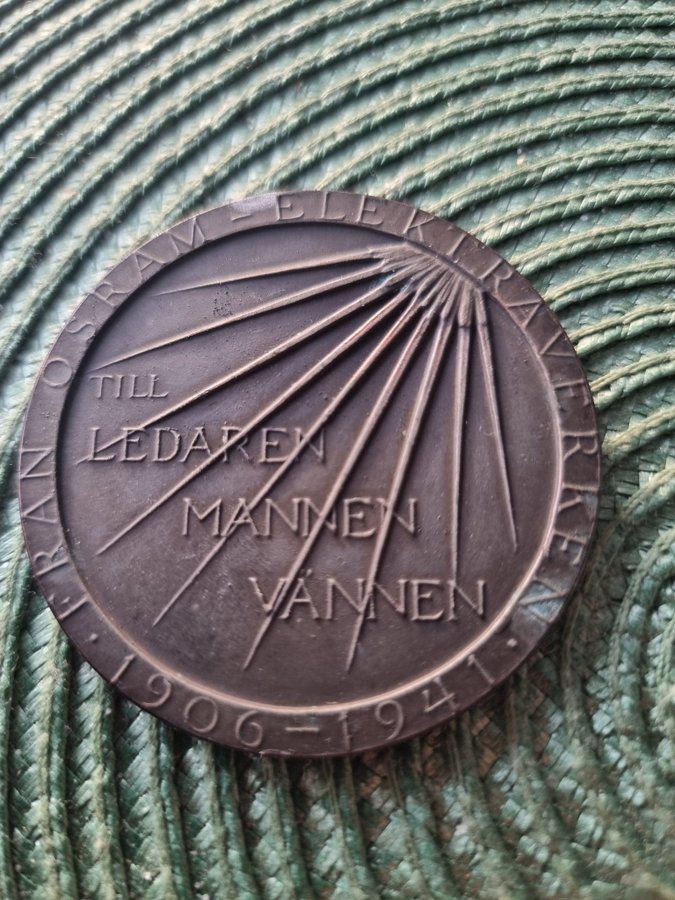 FRÅN OSRAM – ELEKTRAVERKEN
TILL
LEDAREN
MANNEN
VÄNNEN
· 1906 – 1941 ·